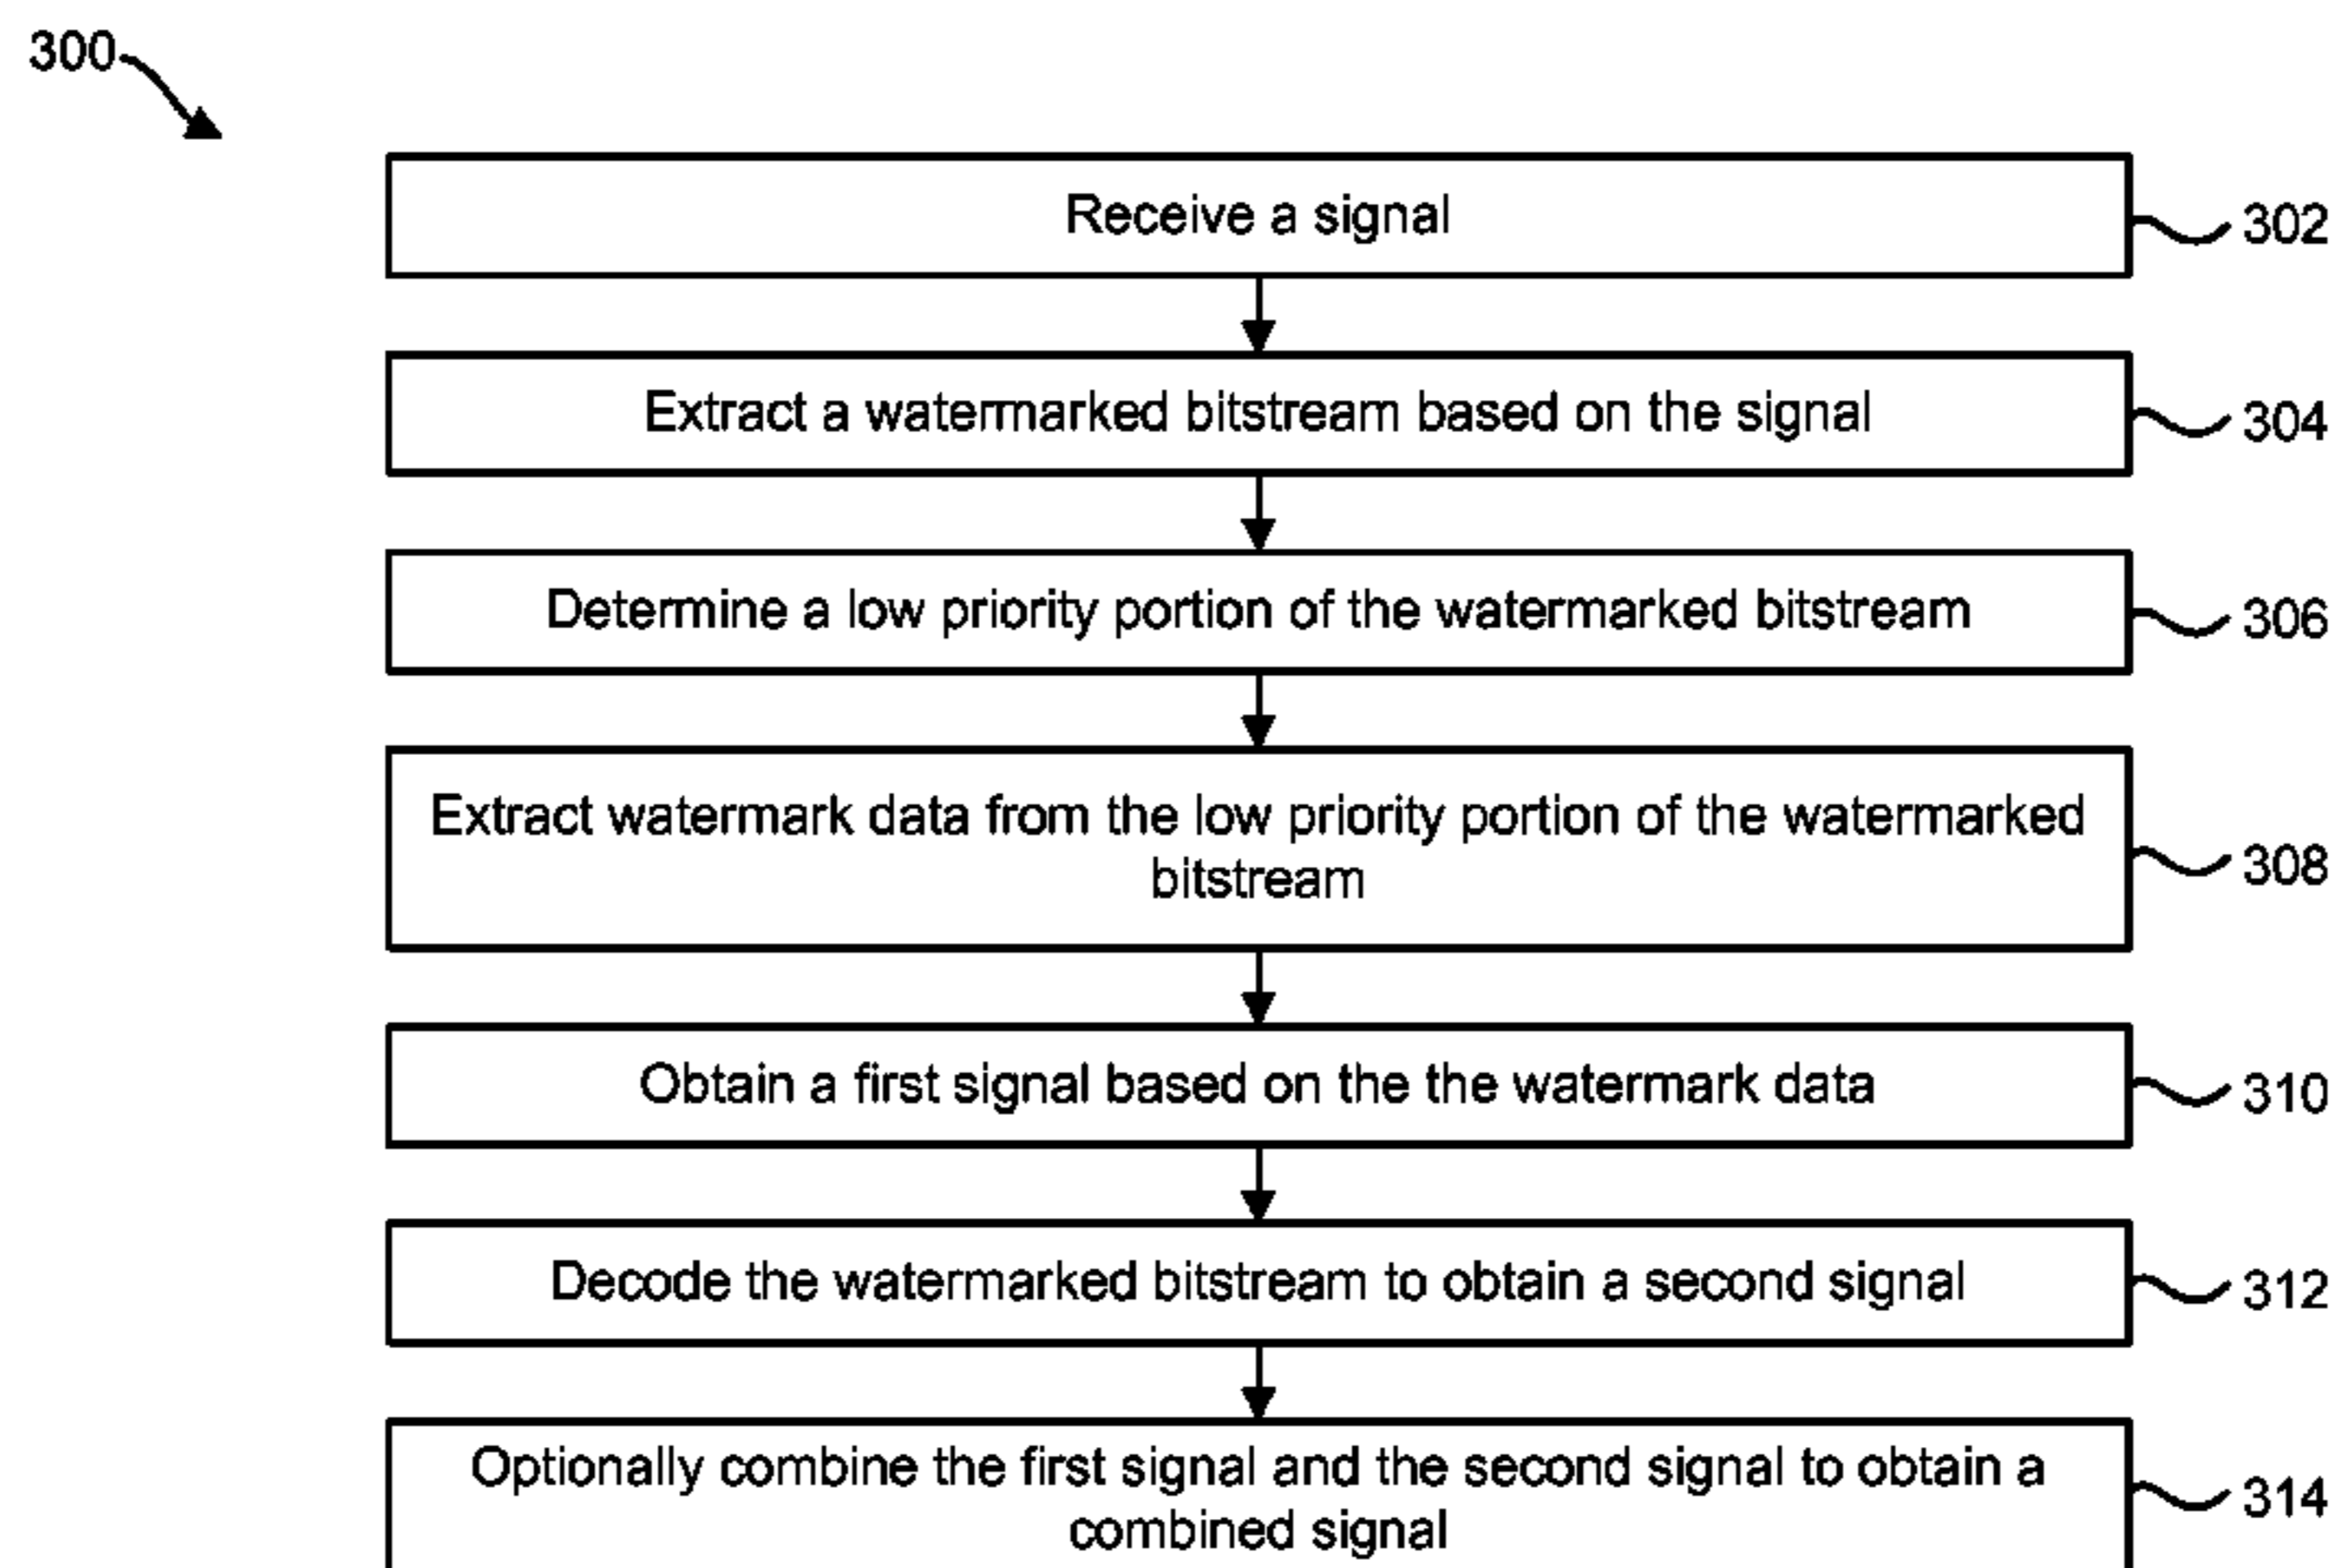 300
Receive a signal
302
Extract a watermarked bitstream based on the signal
304
Determine a low priority portion of the watermarked bitstream
306
Extract watermark data from the low priority portion of the watermarked
bitstream
308
Obtain a first signal based on the the watermark data
310
Decode the watermarked bitstream to obtain a second signal
312
Optionally combine the first signal and the second signal to obtain a
combined signal
314